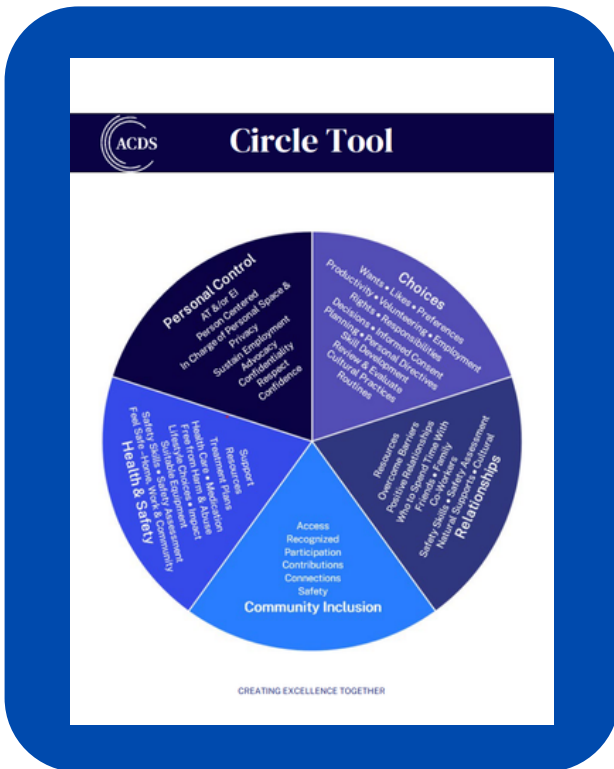 ACDS
Circle Tool
Personal Control
AT &/or EI
Person Centered
In Charge of Personal Space &
Privacy
Sustain Employment
Advocacy
Confidentiality
Respect
Confidence
Choices
Wants • Likes • Preferences
Productivity • Volunteering • Employment
Rights • Responsibilities
Decisions • Informed Consent
Planning • Personal Directives
Skill Development
Review & Evaluate
Cultural Practices
Routines
Resources
Overcome Barriers
Positive Relationships
Who to Spend Time With
Friends • Family
Co-Workers
Safety Skills • Safety Assessment
Natural Supports • Cultural
Relationships
Access
Recognized
Participation
Contributions
Connections
Safety
Community Inclusion
Support
Resources
Treatment Plans
Health Care • Medication
Free from Harm & Abuse
Lifestyle Choices • Impact
Suitable Equipment
Safety Skills • Safety Assessment
Feel Safe –Home, Work & Community
Health & Safety
CREATING EXCELLENCE TOGETHER